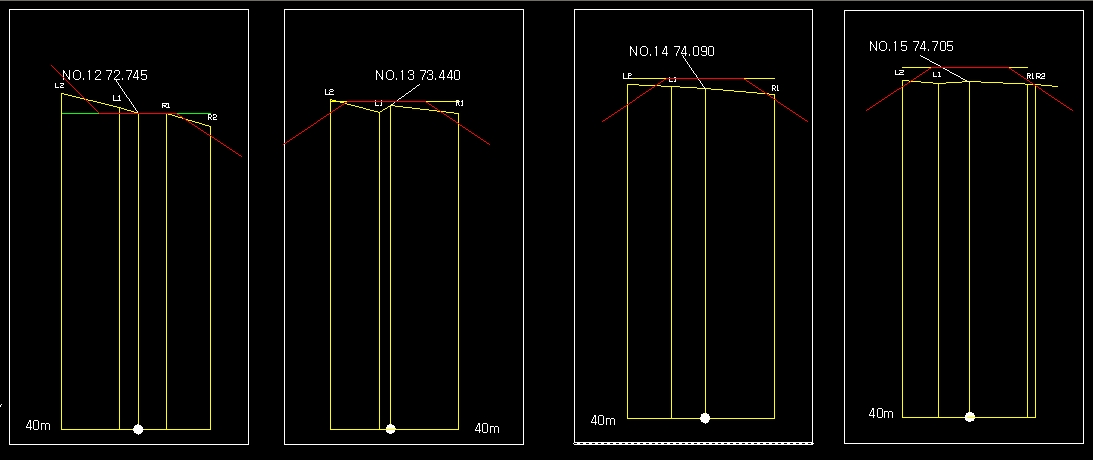 NO.12 72.745
L2
L1
R1
R2
40m
NO.13 73.440
L2
L1
R1
40m
NO.14 74.090
L2
L1
R1
40m
NO.15 74.705
L2
L1
R1 R2
40m